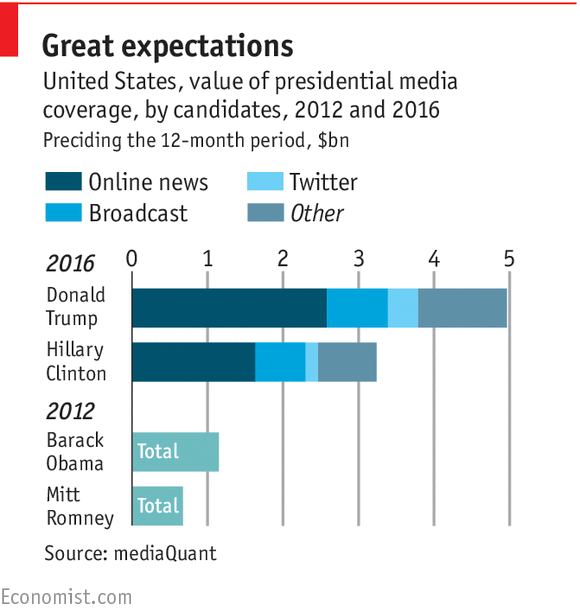 Great expectations
United States, value of presidential media
coverage, by candidates, 2012 and 2016
Preciding the 12-month period, $bn
Online news
Twitter
Broadcast
Other
2016
0 1 2 3 4 5
Donald
Trump
Hillary
Clinton
2012
Barack
Obama
Total
Mitt
Romney
Total
Source: mediaQuant
Economist.com